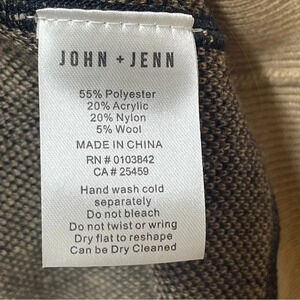 JOHN + JENN
55% Polyester
20% Acrylic
20% Nylon
5% Wool
MADE IN CHINA
RN # 0103842
CA # 25459
Hand wash cold
separately
Do not bleach
Do not twist or wring
Dry flat to reshape
Can be Dry Cleaned